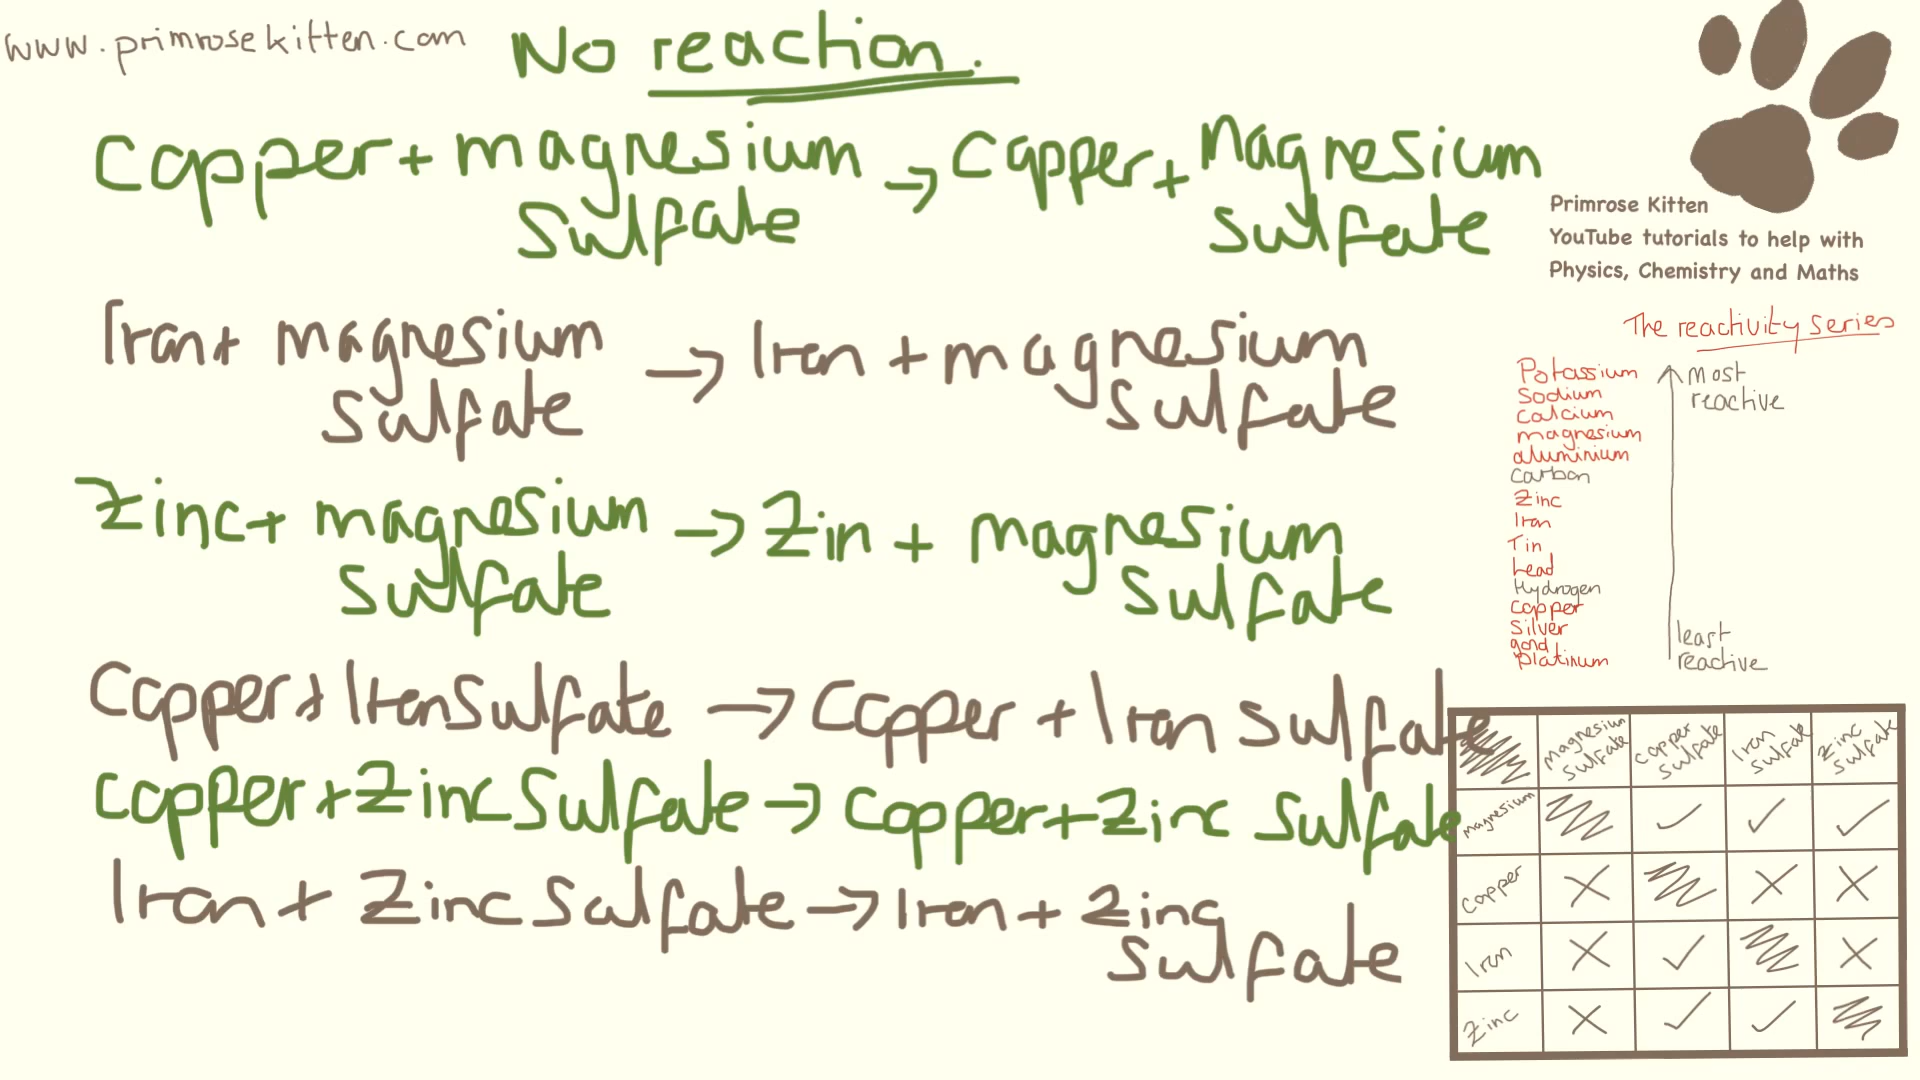 www.primrosekitten.com
No reaction.
Copper + magnesium → Copper + Magnesium
sulfate sulfate
Iron + magnesium → Iron + magnesium
sulfate sulfate
Zinc + magnesium → Zin + magnesium
sulfate sulfate
Copper + Iron sulfate → Copper + Iron sulfate
Copper + Zinc Sulfate → Copper + Zinc sulfate
Iron + Zinc Sulfate → Iron + Zinc
sulfate
Primrose Kitten
YouTube tutorials to help with
Physics, Chemistry and Maths
The reactivity series
Potassium
Sodium
Calcium
magnesium
aluminium
Carbon
Zinc
Iron
Tin
Lead
Hydrogen
Copper
Silver
gold
Platinum
most
reactive
least
reactive
Magnesium sulfate
Copper sulfate
Iron sulfate
Zinc sulfate
Magnesium ✓ ✓ ✓
Copper X X X
Iron X ✓ X
Zinc X ✓ ✓